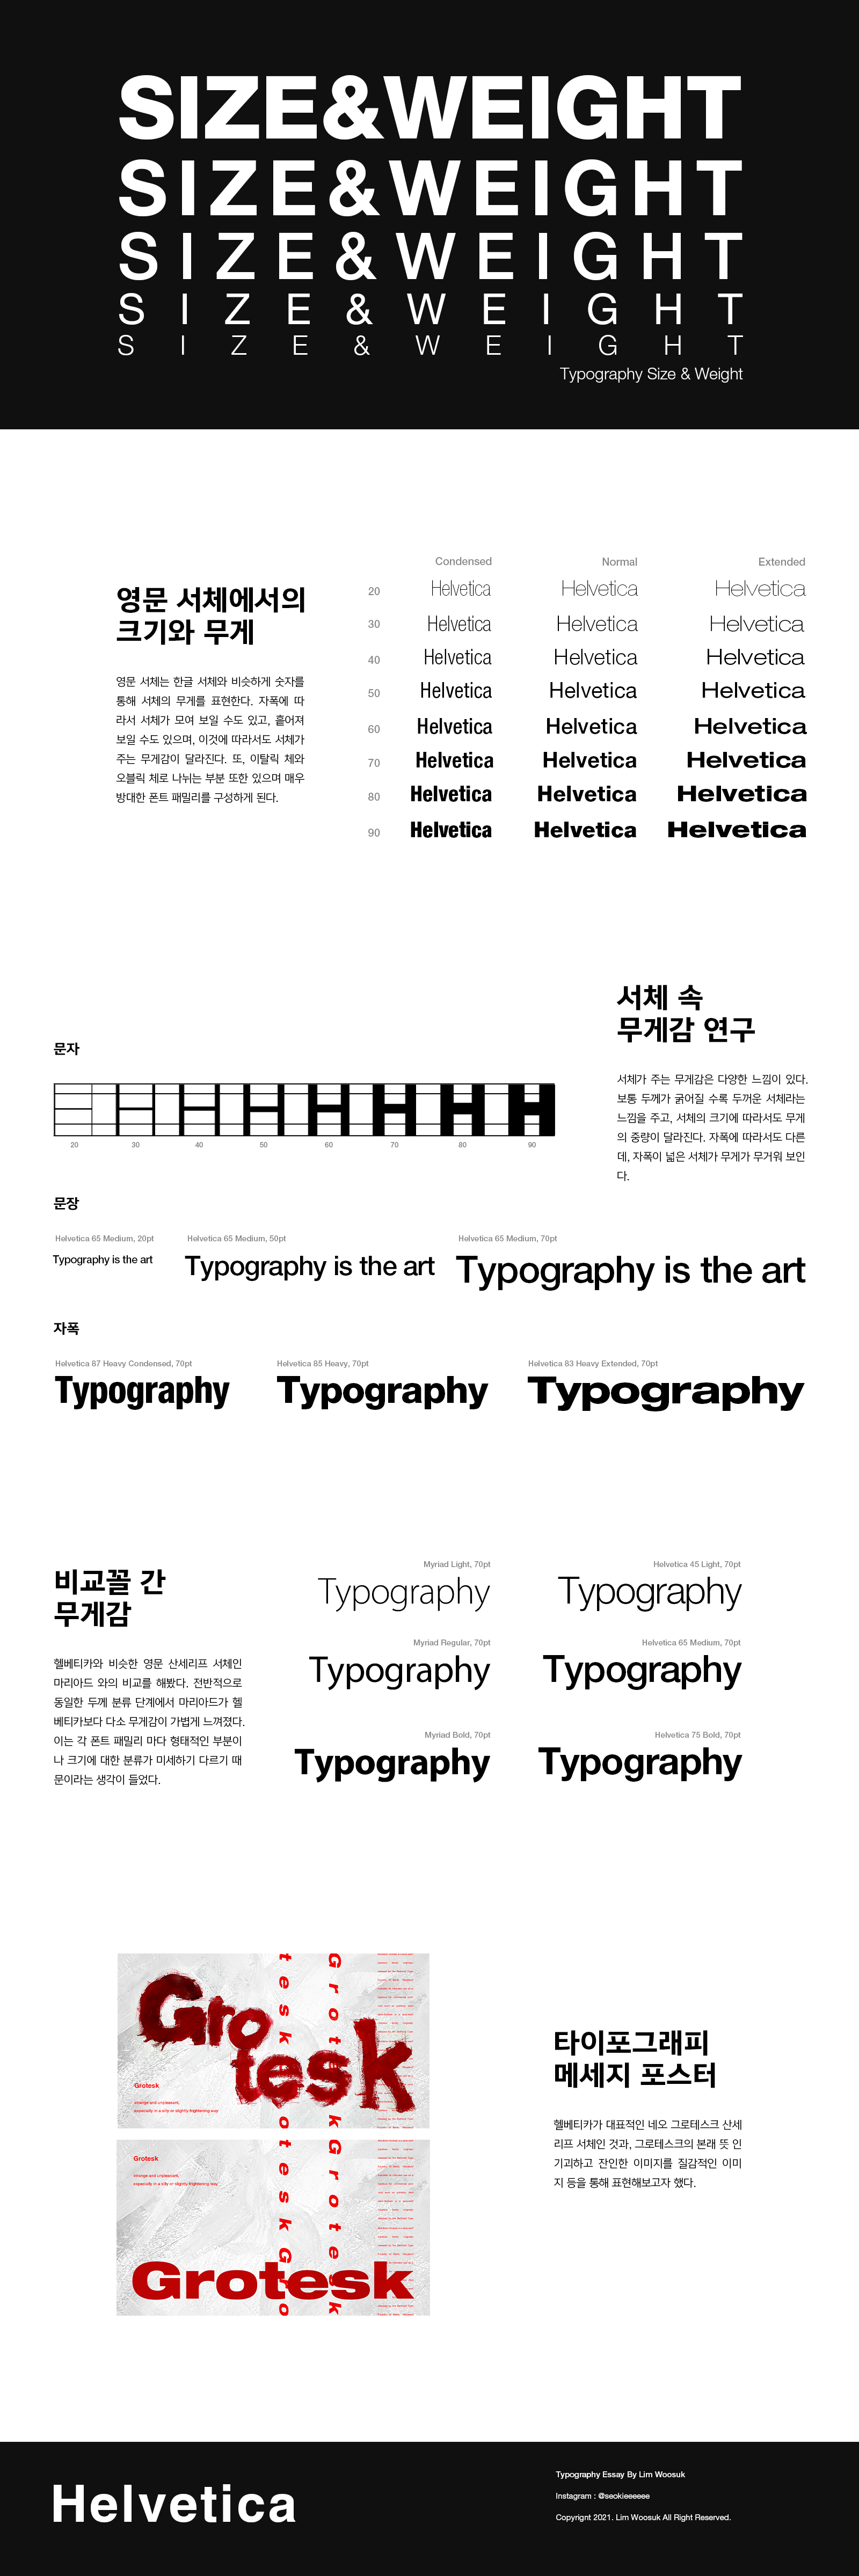 SIZE&WEIGHT
SIZE&WEIGHT
SIZE&WEIGHT
SIZE&WEIGHT
SIZE&WEIGHT
Typography Size & Weight
영문 서체에서의
크기와 무게
영문 서체는 한글 서체와 비슷하게 숫자를
통해 서체의 무게를 표현한다. 자폭에 따
라서 서체가 모여 보일 수도 있고, 흩어져
보일 수도 있으며, 이것에 따라서도 서체가
주는 무게감이 달라진다. 또, 이탈릭 체와
오블릭 체로 나뉘는 부분 또한 있으며 매우
방대한 폰트 패밀리를 구성하게 된다.
Condensed Normal Extended
20 Helvetica Helvetica Helvetica
30 Helvetica Helvetica Helvetica
40 Helvetica Helvetica Helvetica
50 Helvetica Helvetica Helvetica
60 Helvetica Helvetica Helvetica
70 Helvetica Helvetica Helvetica
80 Helvetica Helvetica Helvetica
90 Helvetica Helvetica Helvetica
서체 속
무게감 연구
서체가 주는 무게감은 다양한 느낌이 있다.
보통 두께가 굵어질 수록 두꺼운 서체라는
느낌을 주고, 서체의 크기에 따라서도 무게
의 중량이 달라진다. 자폭에 따라서도 다른
데, 자폭이 넓은 서체가 무게가 무거워 보인
다.
문자
H H H H H H H H
20 30 40 50 60 70 80 90
문장
Helvetica 65 Medium, 20pt Helvetica 65 Medium, 50pt Helvetica 65 Medium, 70pt
Typography is the art Typography is the art Typography is the art
자폭
Helvetica 87 Heavy Condensed, 70pt Helvetica 85 Heavy, 70pt Helvetica 83 Heavy Extended, 70pt
Typography Typography Typography
비교꼴 간
무게감
헬베티카와 비슷한 영문 산세리프 서체인
마리아드 와의 비교를 해봤다. 전반적으로
동일한 두께 분류 단계에서 마리아드가 헬
베티카보다 다소 무게감이 가볍게 느껴졌다.
이는 각 폰트 패밀리 마다 형태적인 부분이
나 크기에 대한 분류가 미세하기 다르기 때
문이라는 생각이 들었다.
Myriad Light, 70pt Helvetica 45 Light, 70pt
Typography Typography
Myriad Regular, 70pt Helvetica 65 Medium, 70pt
Typography Typography
Myriad Bold, 70pt Helvetica 75 Bold, 70pt
Typography Typography
Grotesk
Grotesk
strange and unpleasant,
especially in a silly or slightly frightening way
tesk otesk
Grotesk Grotesk
Grotesk
strange and unpleasant,
especially in a silly or slightly frightening way
Grotesk
타이포그래피
메세지 포스터
헬베티카가 대표적인 네오 그로테스크 산세
리프 서체인 것과, 그로테스크의 본래 뜻 인
기괴하고 잔인한 이미지를 질감적인 이미
지 등을 통해 표현해보고자 했다.
Helvetica
Typography Essay By Lim Woosuk
Instagram : @seokieeeeee
Copyright 2021. Lim Woosuk All Right Reserved.